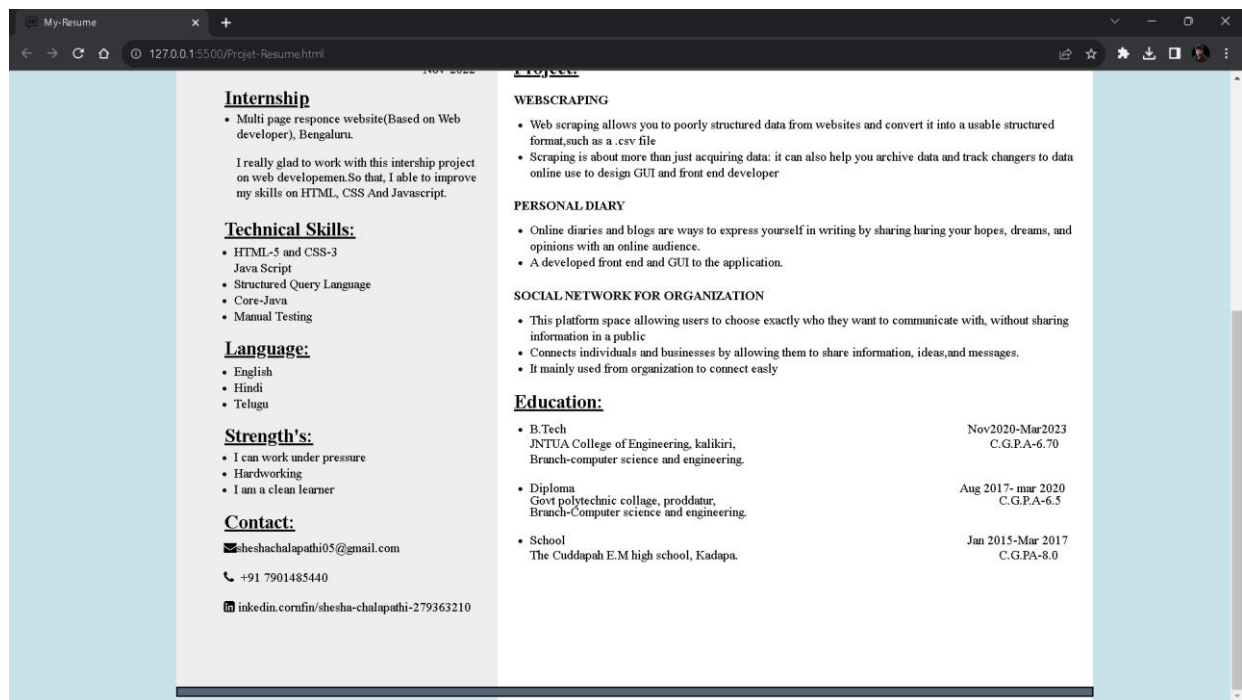 My-Resume
127.0.0.1:5500/Projet-Resume.html
Nov 2022
Internship
Multi page responce website(Based on Web
developer), Bengaluru.
I really glad to work with this intership project
on web developemen.So that, I able to improve
my skills on HTML, CSS And Javascript.
Technical Skills:
HTML-5 and CSS-3
Java Script
Structured Query Language
Core-Java
Manual Testing
Language:
English
Hindi
Telugu
Strength's:
I can work under pressure
Hardworking
I am a clean learner
Contact:
sheshachalapathi05@gmail.com
+91 7901485440
in inkedin.cornfin/shesha-chalapathi-279363210
Project:
WEBSCRAPING
Web scraping allows you to poorly structured data from websites and convert it into a usable structured
format,such as a .csv file
Scraping is about more than just acquiring data: it can also help you archive data and track changers to data
online use to design GUI and front end developer
PERSONAL DIARY
Online diaries and blogs are ways to express yourself in writing by sharing haring your hopes, dreams, and
opinions with an online audience.
A developed front end and GUI to the application.
SOCIAL NETWORK FOR ORGANIZATION
This platform space allowing users to choose exactly who they want to communicate with, without sharing
information in a public
Connects individuals and businesses by allowing them to share information, ideas,and messages.
It mainly used from organization to connect easly
Education:
B.Tech Nov2020-Mar2023
JNTUA College of Engineering, kalikiri, C.G.P.A-6.70
Branch-computer science and engineering.
Diploma Aug 2017- mar 2020
Govt polytechnic collage, proddatur, C.G.P.A-6.5
Branch-Computer science and engineering.
School Jan 2015-Mar 2017
The Cuddapah E.M high school, Kadapa. C.G.PA-8.0